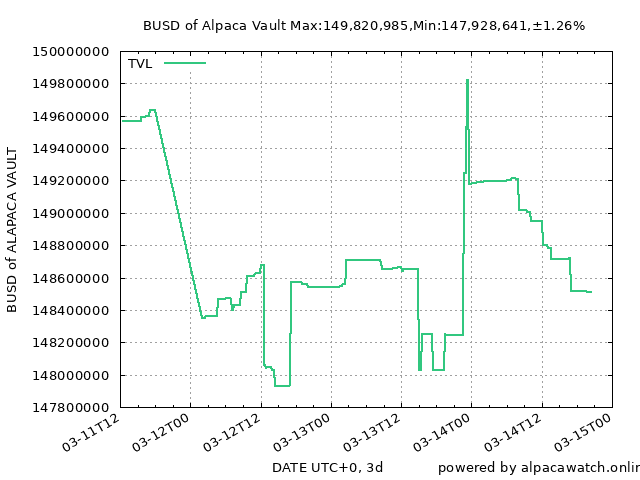 BUSD of Alpaca Vault Max:149,820,985,Min:147,928,641,±1.26%
150000000
TVL
149800000
149600000
149400000
149200000
149000000
148800000
148600000
148400000
148200000
148000000
147800000
BUSD of ALAPACA VAULT
03-11T12
03-12T00
03-12T12
03-13T00
03-13T12
03-14T00
03-14T12
03-15T00
DATE UTC+0, 3d
powered by alpacawatch.onlin